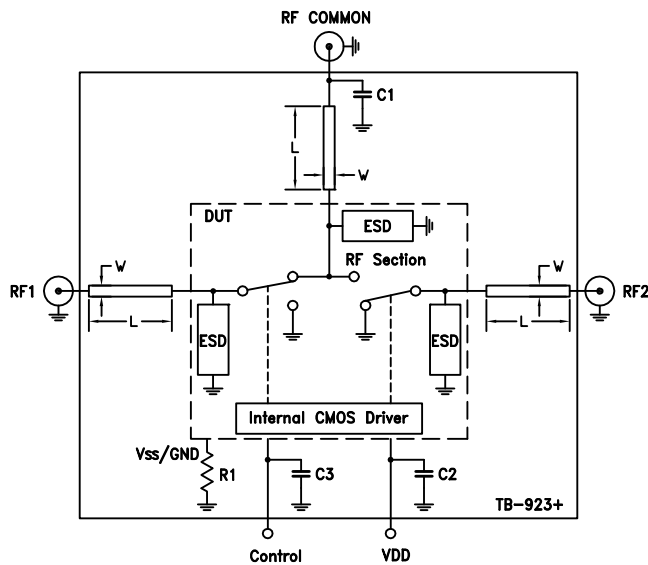 RF COMMON
C1
L
W
DUT
ESD
RF Section
W
RF1
L
W
RF2
L
ESD
ESD
Internal CMOS Driver
Vss/GND
R1
C3
C2
TB-923+
Control
VDD